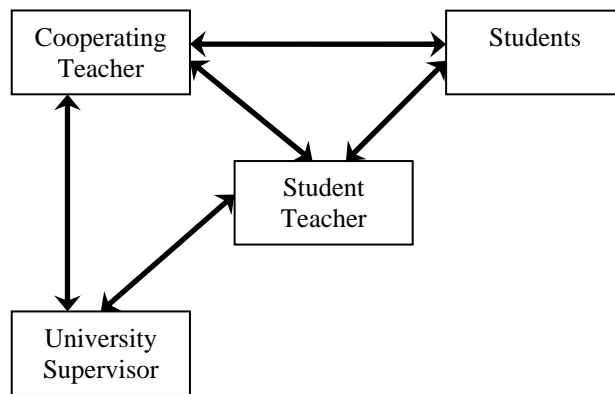 Cooperating
Teacher
Students
Student
Teacher
University
Supervisor